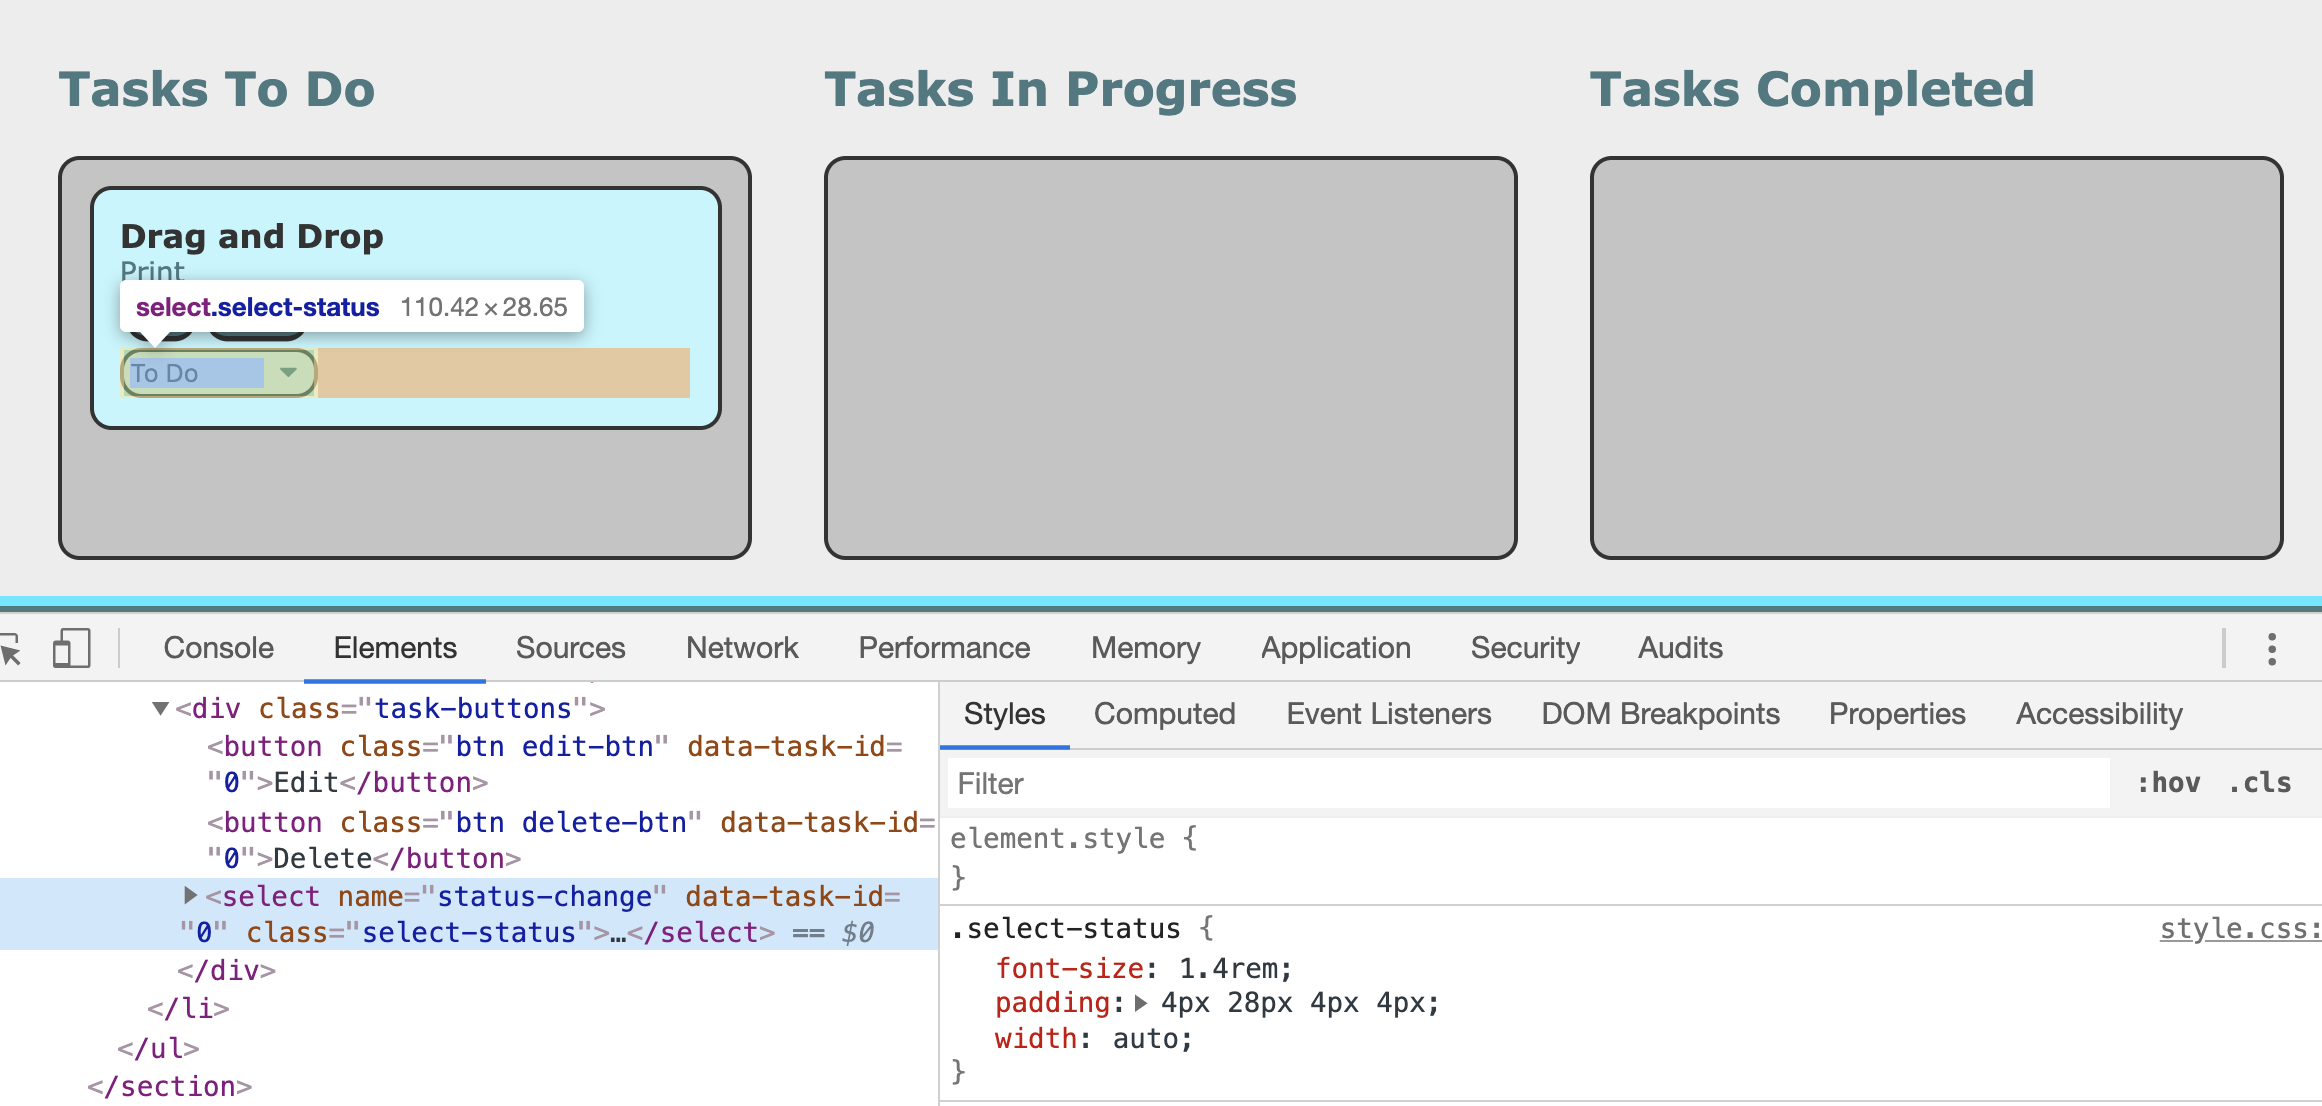 Tasks To Do
Tasks In Progress
Tasks Completed
Drag and Drop
Print
select.select-status 110.42×28.65
To Do
Console Elements Sources Network Performance Memory Application Security Audits
▼<div class="task-buttons">
<button class="btn edit-btn" data-task-id=
"0">Edit</button>
<button class="btn delete-btn" data-task-id=
"0">Delete</button>
▶<select name="status-change" data-task-id=
"0" class="select-status">…</select> == $0
</div>
</li>
</ul>
</section>
Styles Computed Event Listeners DOM Breakpoints Properties Accessibility
Filter :hov .cls
element.style {
}
.select-status { style.css:
font-size: 1.4rem;
padding:▶ 4px 28px 4px 4px;
width: auto;
}